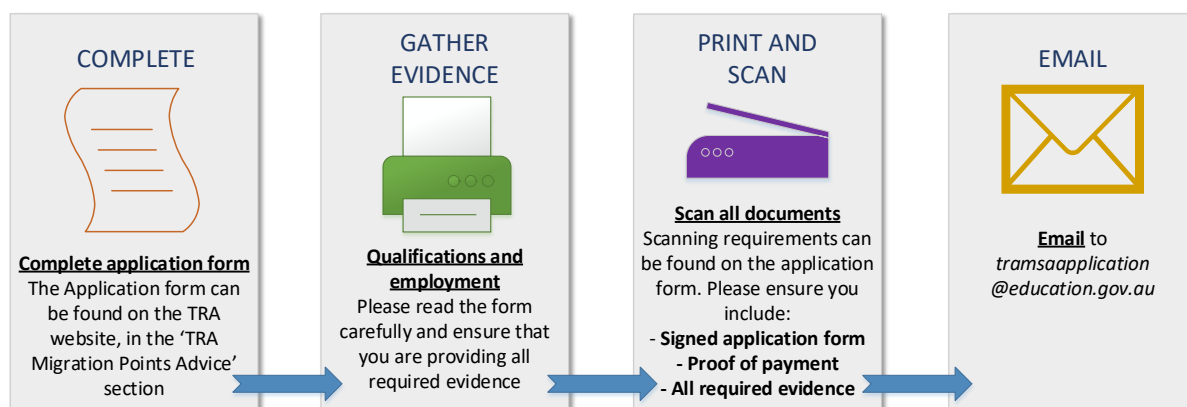 COMPLETE
Complete application form
The Application form can
be found on the TRA
website, in the ‘TRA
Migration Points Advice’
section
GATHER
EVIDENCE
Qualifications and
employment
Please read the form
carefully and ensure that
you are providing all
required evidence
PRINT AND
SCAN
Scan all documents
Scanning requirements can
be found on the application
form. Please ensure you
include:
- Signed application form
- Proof of payment
- All required evidence
EMAIL
Email to
tramsaapplication
@education.gov.au